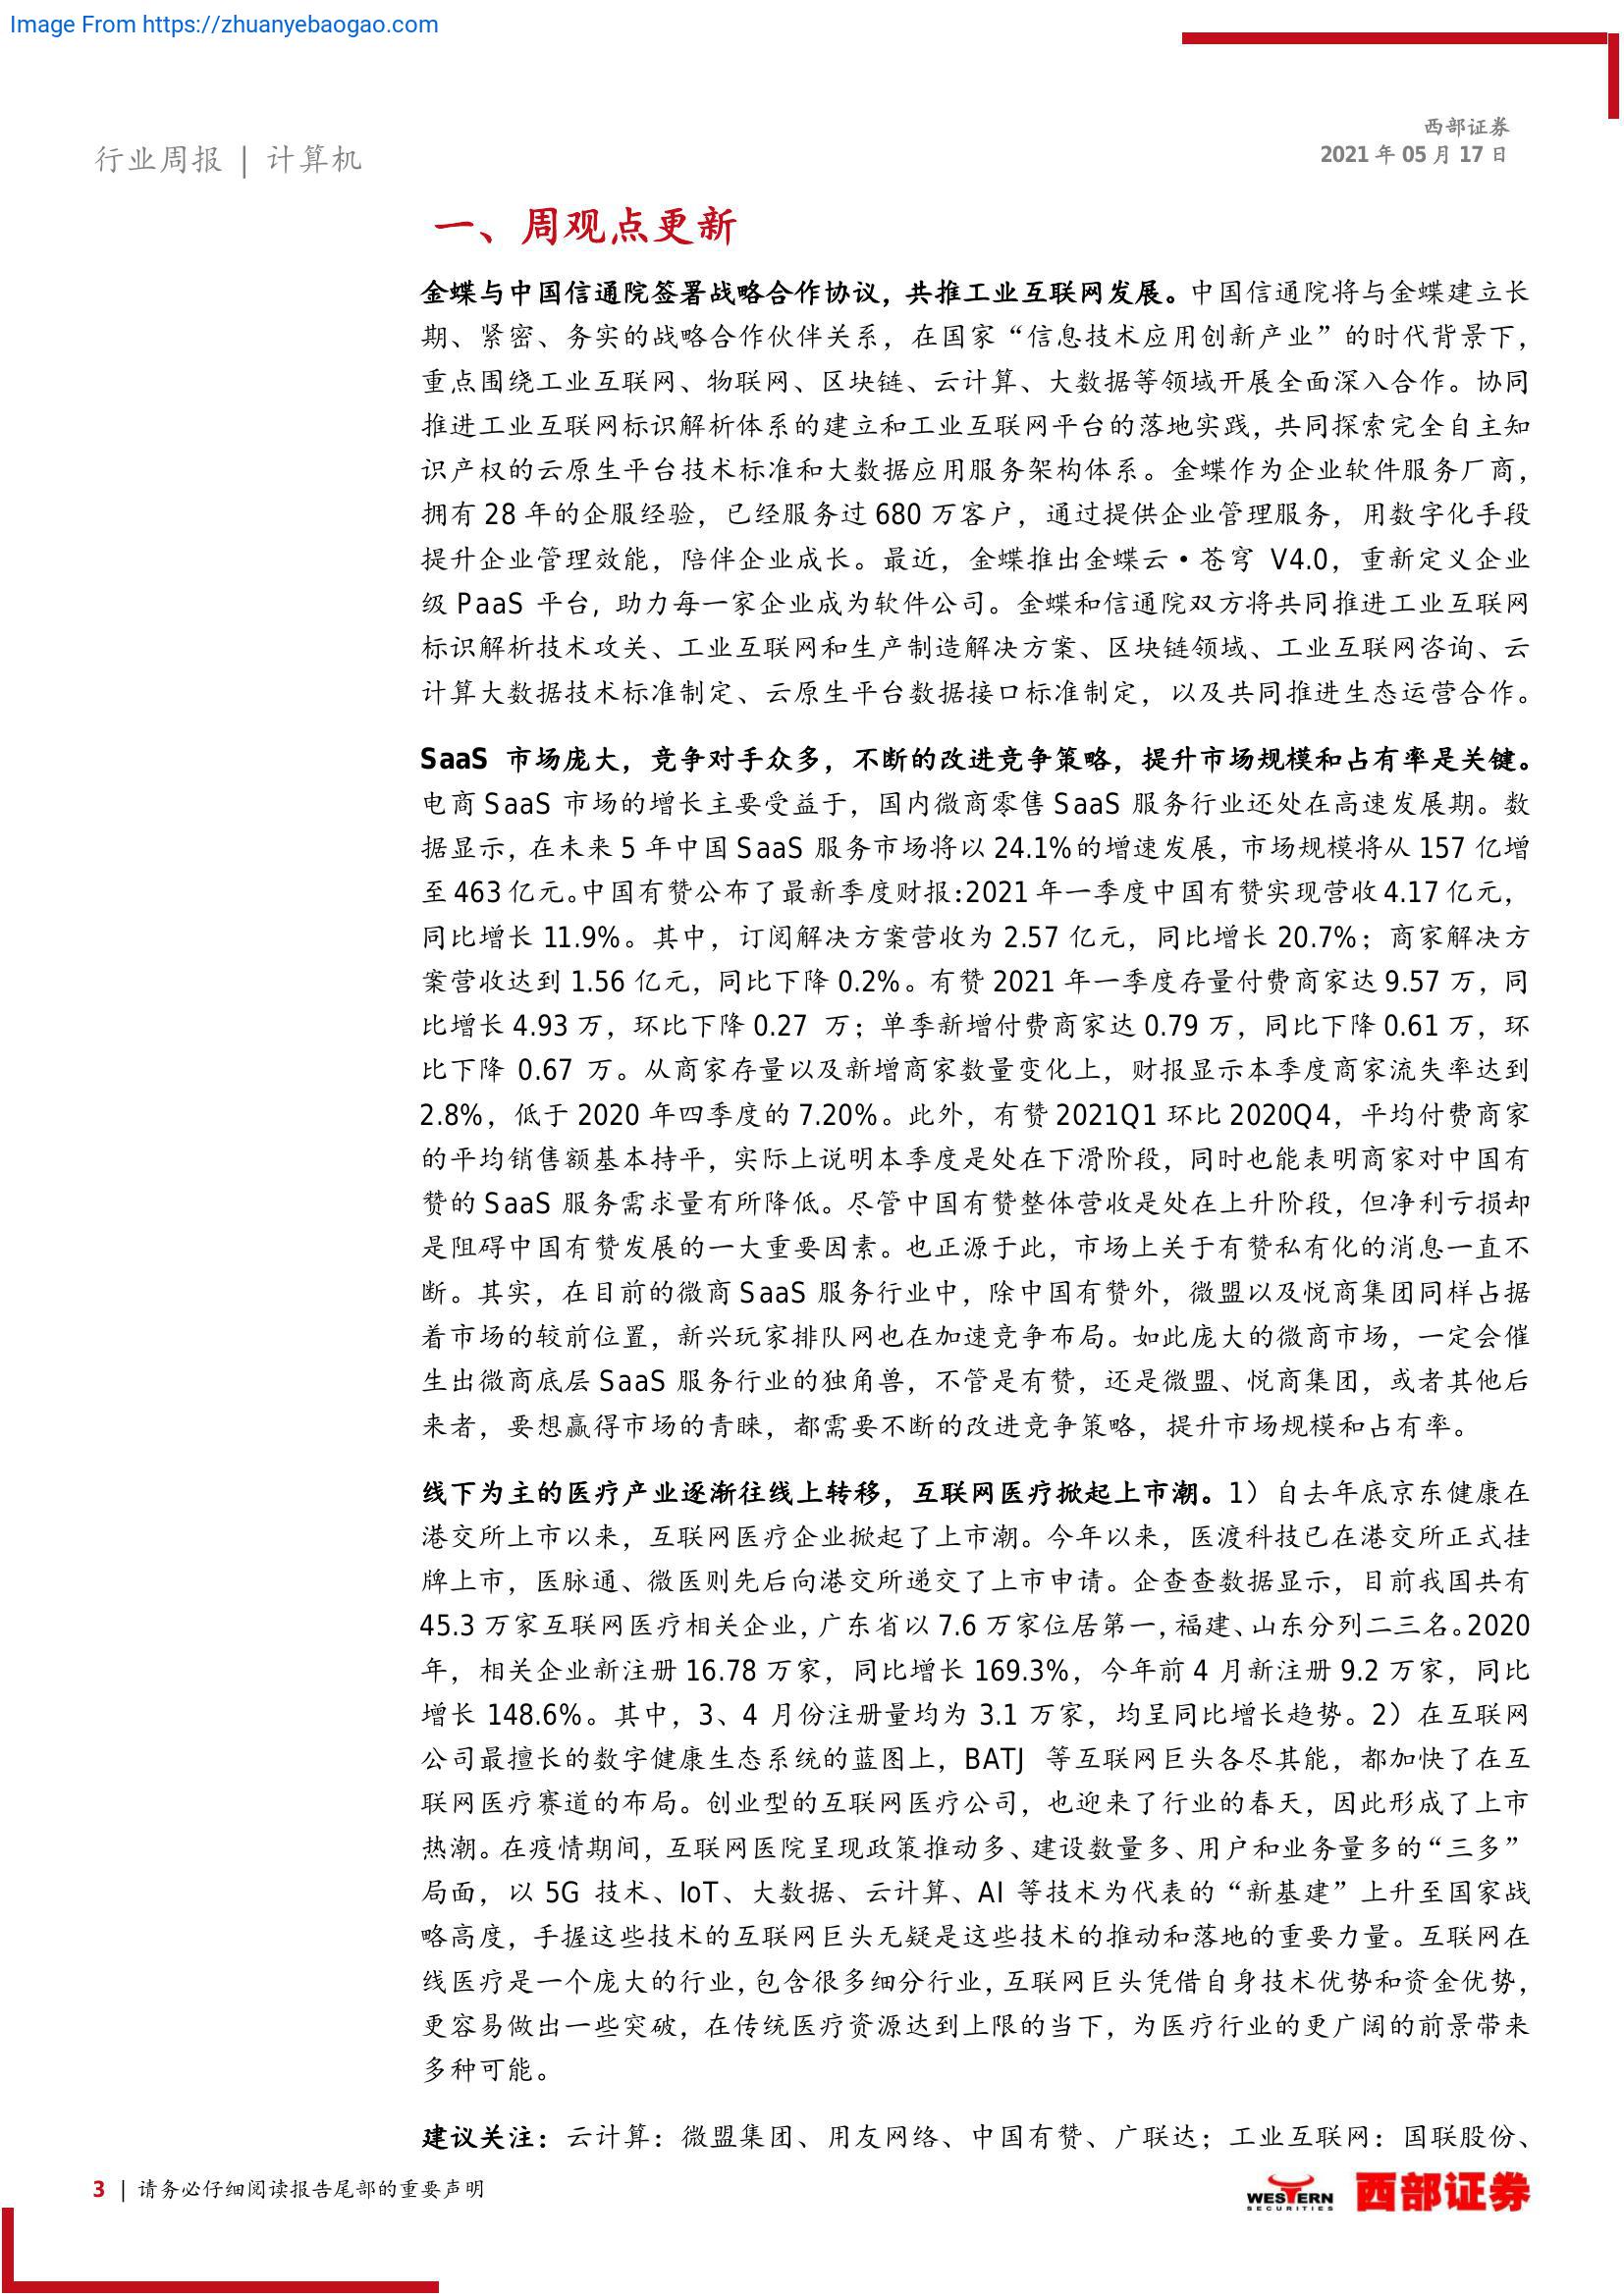 Image From https://zhuanyebaogao.com
西部证券
2021 年 05 月 17 日
行业周报 | 计算机
一、周观点更新
金蝶与中国信通院签署战略合作协议，共推工业互联网发展。中国信通院将与金蝶建立长
期、紧密、务实的战略合作伙伴关系，在国家“信息技术应用创新产业”的时代背景下，
重点围绕工业互联网、物联网、区块链、云计算、大数据等领域开展全面深入合作。协同
推进工业互联网标识解析体系的建立和工业互联网平台的落地实践，共同探索完全自主知
识产权的云原生平台技术标准和大数据应用服务架构体系。金蝶作为企业软件服务厂商，
拥有 28 年的企服经验，已经服务过 680 万客户，通过提供企业管理服务，用数字化手段
提升企业管理效能，陪伴企业成长。最近，金蝶推出金蝶云·苍穹 V4.0，重新定义企业
级 PaaS 平台，助力每一家企业成为软件公司。金蝶和信通院双方将共同推进工业互联网
标识解析技术攻关、工业互联网和生产制造解决方案、区块链领域、工业互联网咨询、云
计算大数据技术标准制定、云原生平台数据接口标准制定，以及共同推进生态运营合作。
SaaS 市场庞大，竞争对手众多，不断的改进竞争策略，提升市场规模和占有率是关键。
电商 SaaS 市场的增长主要受益于，国内微商零售 SaaS 服务行业还处在高速发展期。数
据显示，在未来 5 年中国 SaaS 服务市场将以 24.1%的增速发展，市场规模将从 157 亿增
至 463 亿元。中国有赞公布了最新季度财报:2021 年一季度中国有赞实现营收 4.17 亿元，
同比增长 11.9%。其中，订阅解决方案营收为 2.57 亿元，同比增长 20.7%；商家解决方
案营收达到 1.56 亿元，同比下降 0.2%。有赞 2021 年一季度存量付费商家达 9.57 万，同
比增长 4.93 万，环比下降 0.27 万；单季新增付费商家达 0.79 万，同比下降 0.61 万，环
比下降 0.67 万。从商家存量以及新增商家数量变化上，财报显示本季度商家流失率达到
2.8%，低于 2020 年四季度的 7.20%。此外，有赞 2021Q1 环比 2020Q4，平均付费商家
的平均销售额基本持平，实际上说明本季度是处在下滑阶段，同时也能表明商家对中国有
赞的 SaaS 服务需求量有所降低。尽管中国有赞整体营收是处在上升阶段，但净利亏损却
是阻碍中国有赞发展的一大重要因素。也正源于此，市场上关于有赞私有化的消息一直不
断。其实，在目前的微商 SaaS 服务行业中，除中国有赞外，微盟以及悦商集团同样占据
着市场的较前位置，新兴玩家排队网也在加速竞争布局。如此庞大的微商市场，一定会催
生出微商底层 SaaS 服务行业的独角兽，不管是有赞，还是微盟、悦商集团，或者其他后
来者，要想赢得市场的青睐，都需要不断的改进竞争策略，提升市场规模和占有率。
线下为主的医疗产业逐渐往线上转移，互联网医疗掀起上市潮。1）自去年底京东健康在
港交所上市以来，互联网医疗企业掀起了上市潮。今年以来，医渡科技已在港交所正式挂
牌上市，医脉通、微医则先后向港交所递交了上市申请。企查查数据显示，目前我国共有
45.3 万家互联网医疗相关企业，广东省以 7.6 万家位居第一，福建、山东分列二三名。2020
年，相关企业新注册 16.78 万家，同比增长 169.3%，今年前 4 月新注册 9.2 万家，同比
增长 148.6%。其中，3、4 月份注册量均为 3.1 万家，均呈同比增长趋势。2）在互联网
公司最擅长的数字健康生态系统的蓝图上，BATJ 等互联网巨头各尽其能，都加快了在互
联网医疗赛道的布局。创业型的互联网医疗公司，也迎来了行业的春天，因此形成了上市
热潮。在疫情期间，互联网医院呈现政策推动多、建设数量多、用户和业务量多的“三多”
局面，以 5G 技术、IoT、大数据、云计算、AI 等技术为代表的“新基建”上升至国家战
略高度，手握这些技术的互联网巨头无疑是这些技术的推动和落地的重要力量。互联网在
线医疗是一个庞大的行业，包含很多细分行业，互联网巨头凭借自身技术优势和资金优势，
更容易做出一些突破，在传统医疗资源达到上限的当下，为医疗行业的更广阔的前景带来
多种可能。
建议关注：云计算：微盟集团、用友网络、中国有赞、广联达；工业互联网：国联股份、
3 | 请务必仔细阅读报告尾部的重要声明
WESTERN
SECURITIES
西部证券